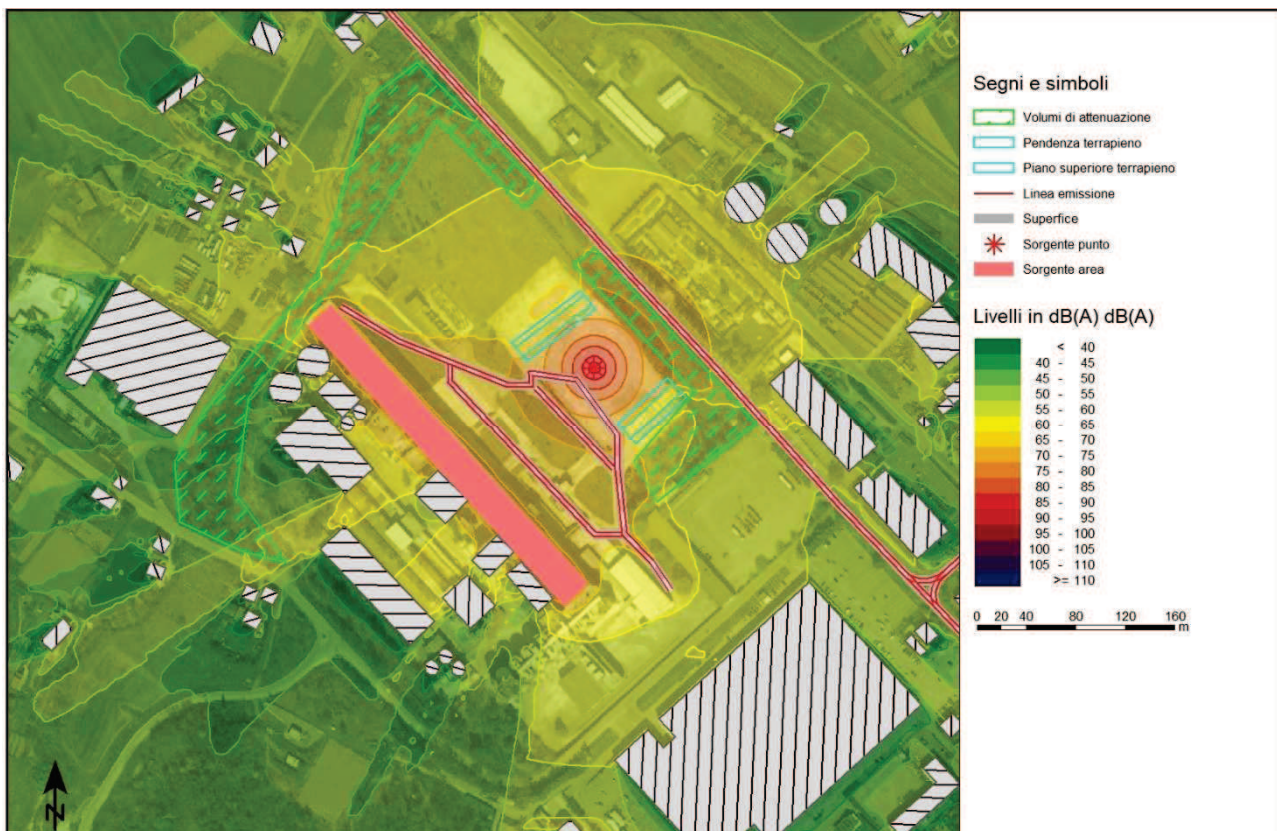 Segni e simboli
Volumi di attenuazione
Pendenza terrapieno
Piano superiore terrapieno
Linea emissione
Superfice
Sorgente punto
Sorgente area
Livelli in dB(A) dB(A)
< 40
40 - 45
45 - 50
50 - 55
55 - 60
60 - 65
65 - 70
70 - 75
75 - 80
80 - 85
85 - 90
90 - 95
95 - 100
100 - 105
105 - 110
>= 110
0 20 40 80 120 160
m
N